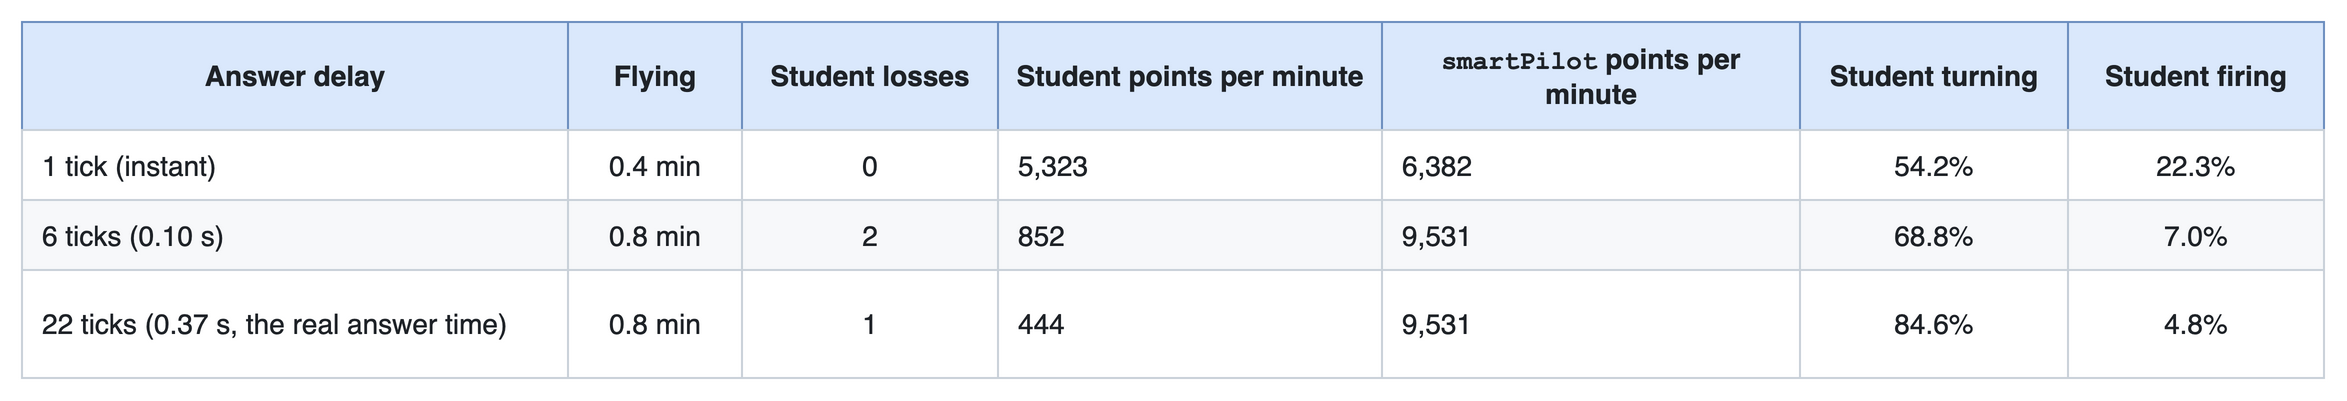 Answer delay Flying Student losses Student points per minute smartPilot points per minute Student turning Student firing
1 tick (instant) 0.4 min 0 5,323 6,382 54.2% 22.3%
6 ticks (0.10 s) 0.8 min 2 852 9,531 68.8% 7.0%
22 ticks (0.37 s, the real answer time) 0.8 min 1 444 9,531 84.6% 4.8%